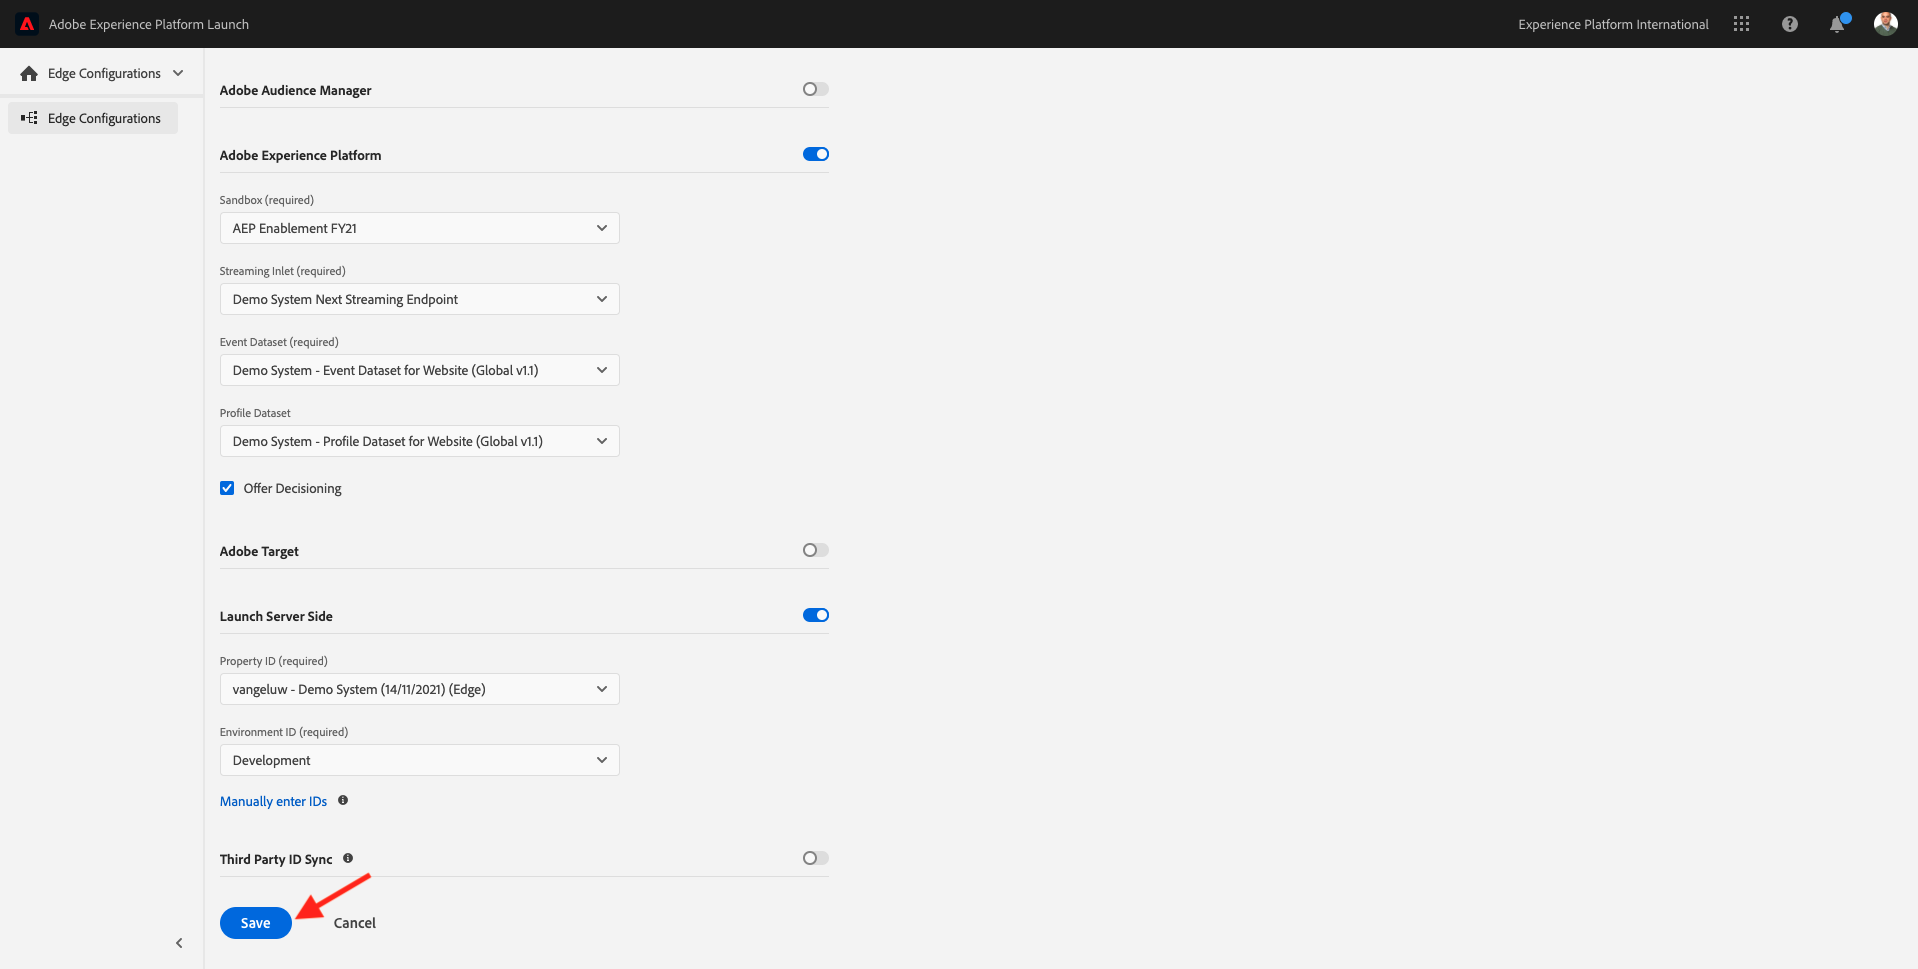 Adobe Experience Platform Launch
Experience Platform International
Edge Configurations
Edge Configurations
Adobe Audience Manager
Adobe Experience Platform
Sandbox (required)
AEP Enablement FY21
Streaming Inlet (required)
Demo System Next Streaming Endpoint
Event Dataset (required)
Demo System - Event Dataset for Website (Global v1.1)
Profile Dataset
Demo System - Profile Dataset for Website (Global v1.1)
Offer Decisioning
Adobe Target
Launch Server Side
Property ID (required)
vangeluw - Demo System (14/11/2021) (Edge)
Environment ID (required)
Development
Manually enter IDs
Third Party ID Sync
Save
Cancel